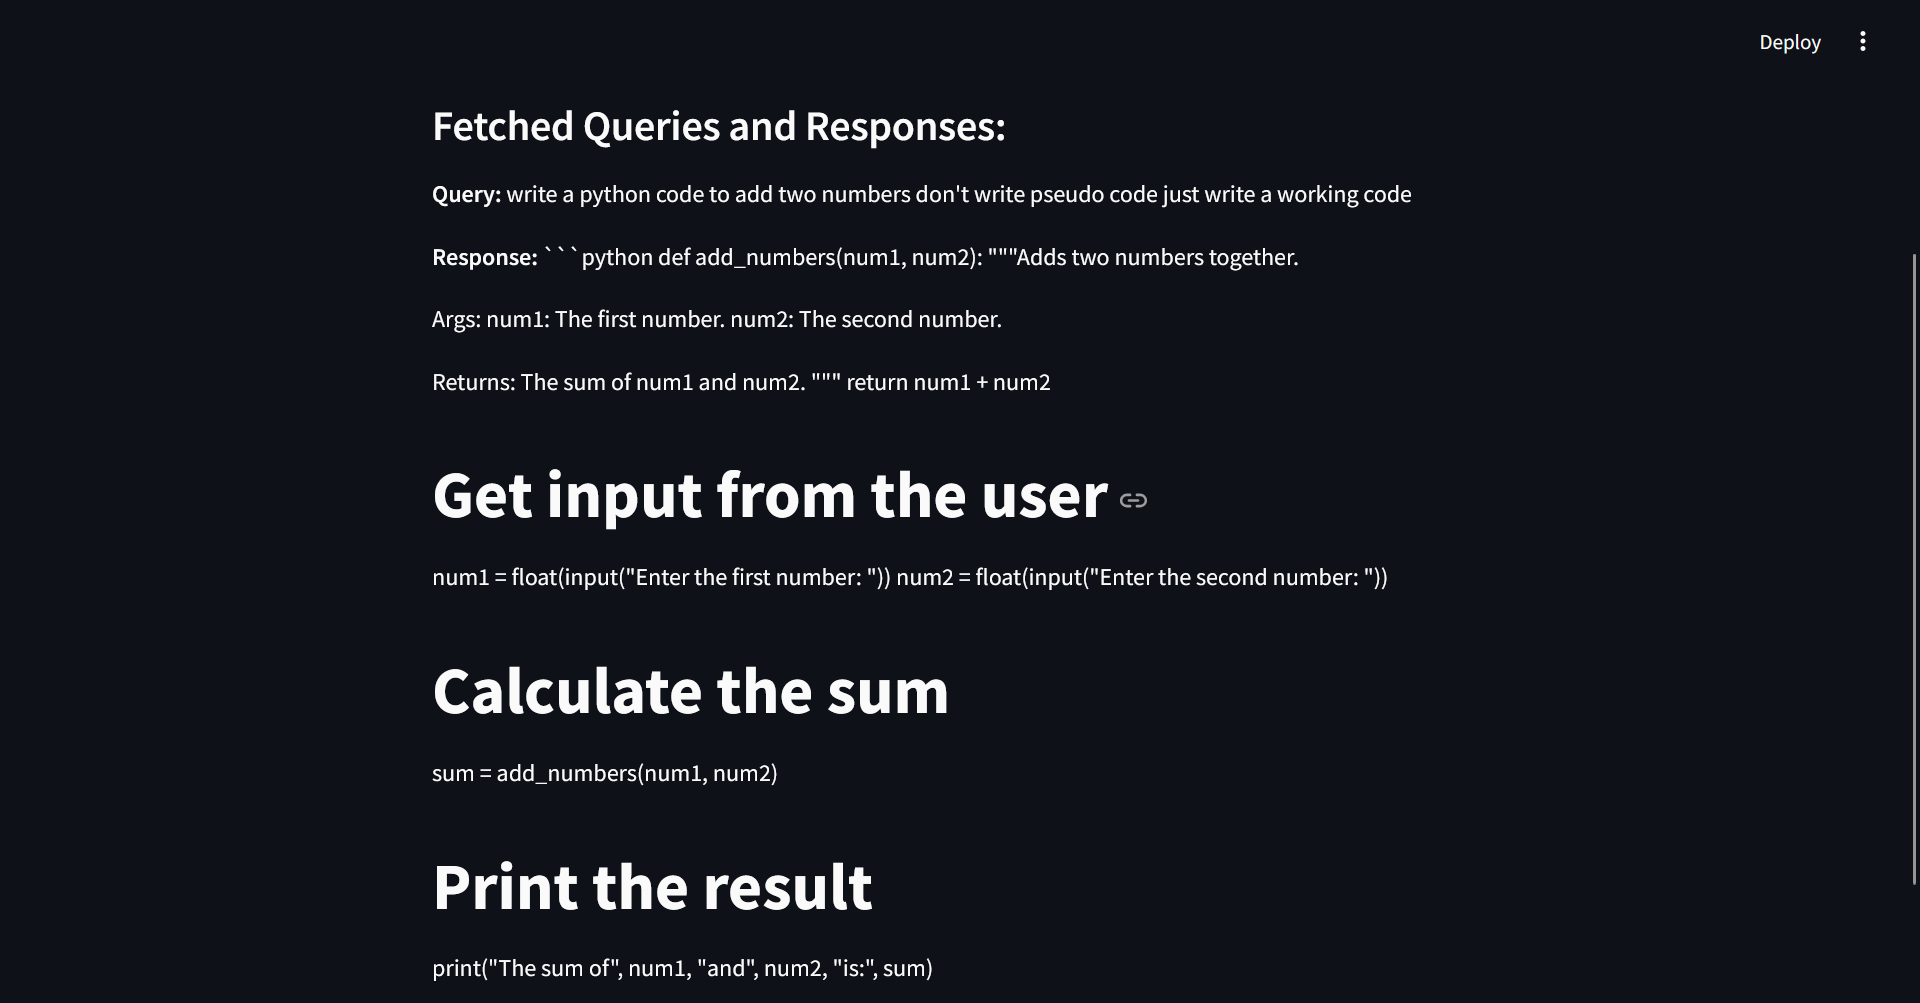 Deploy
Fetched Queries and Responses:
Query: write a python code to add two numbers don't write pseudo code just write a working code
Response: ```python def add_numbers(num1, num2): """Adds two numbers together.
Args: num1: The first number. num2: The second number.
Returns: The sum of num1 and num2. """ return num1 + num2
Get input from the user
num1 = float(input("Enter the first number: ")) num2 = float(input("Enter the second number: "))
Calculate the sum
sum = add_numbers(num1, num2)
Print the result
print("The sum of", num1, "and", num2, "is:", sum)